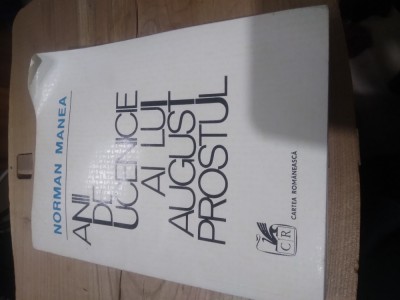 NORMAN MANEA
ANII
DE
UCENICIE
AI LUI
AUGUST
PROSTUL
CR
CARTEA ROMÂNEASCĂ